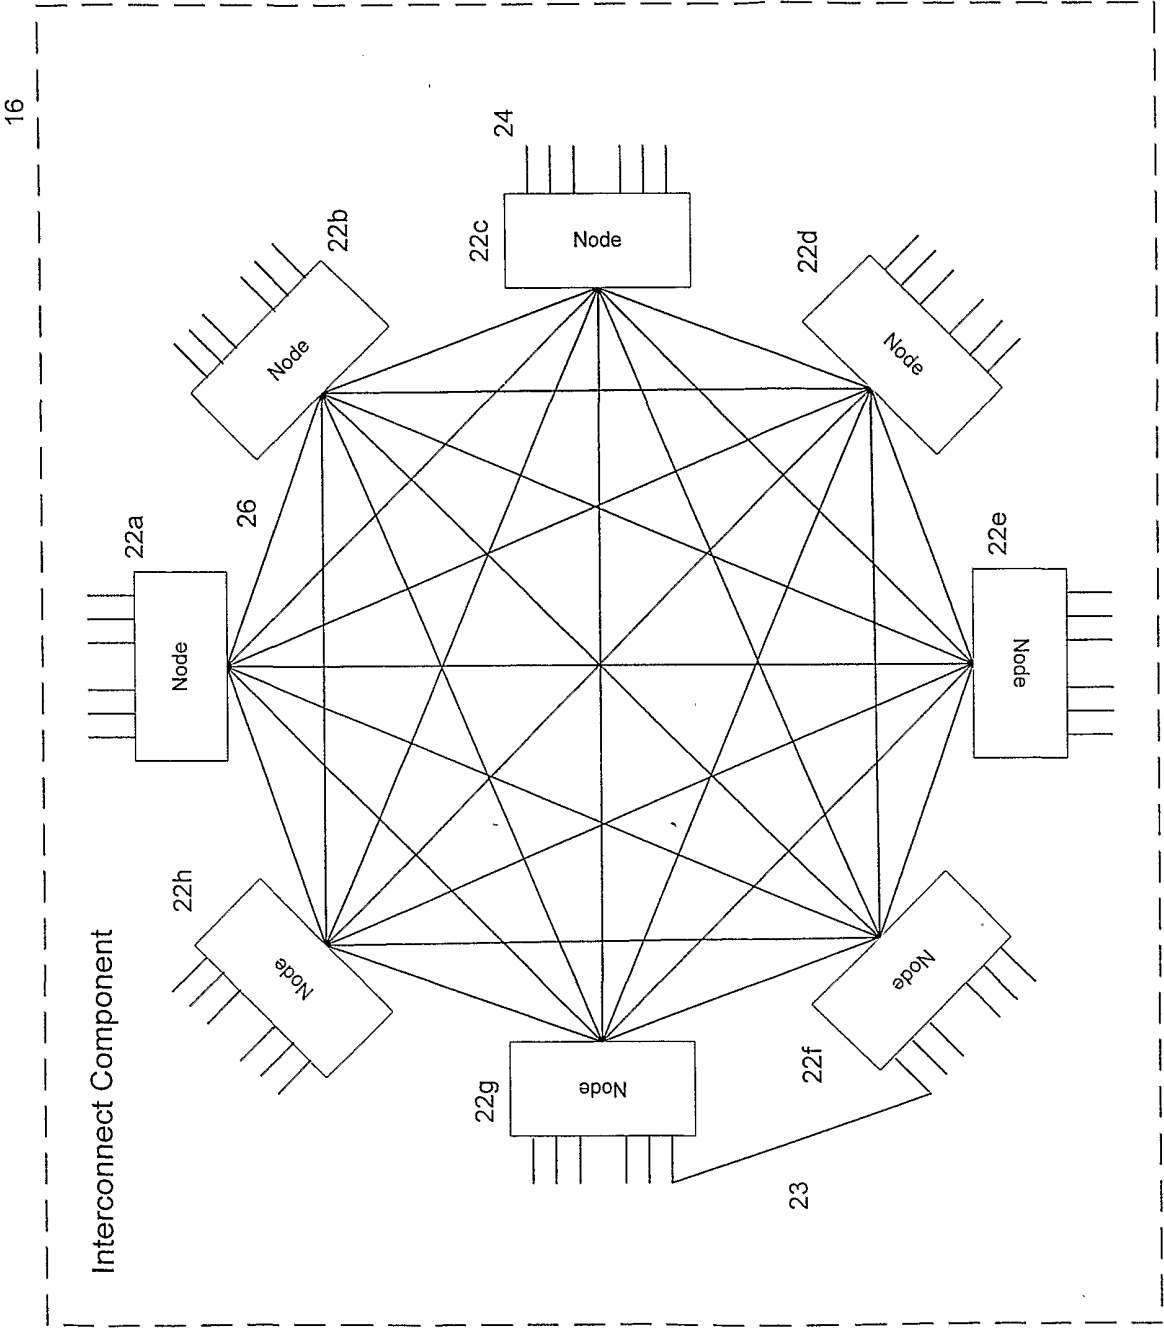 16
Interconnect Component
22a
Node
26
22b
Node
24
22c
Node
22d
Node
22e
Node
22f
Node
23
22g
Node
22h
Node